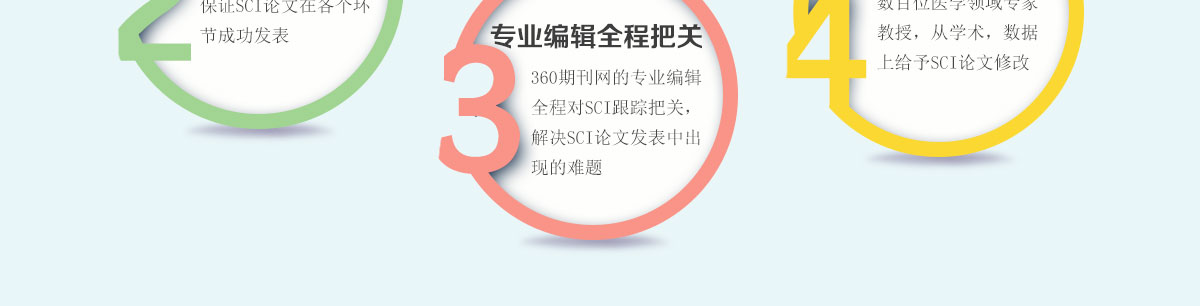 2
保证SCI论文在各个环
节成功发表
3
专业编辑全程把关
360期刊网的专业编辑
全程对SCI跟踪把关，
解决SCI论文发表中出
现的难题
4
数百位医学领域专家
教授，从学术，数据
上给予SCI论文修改